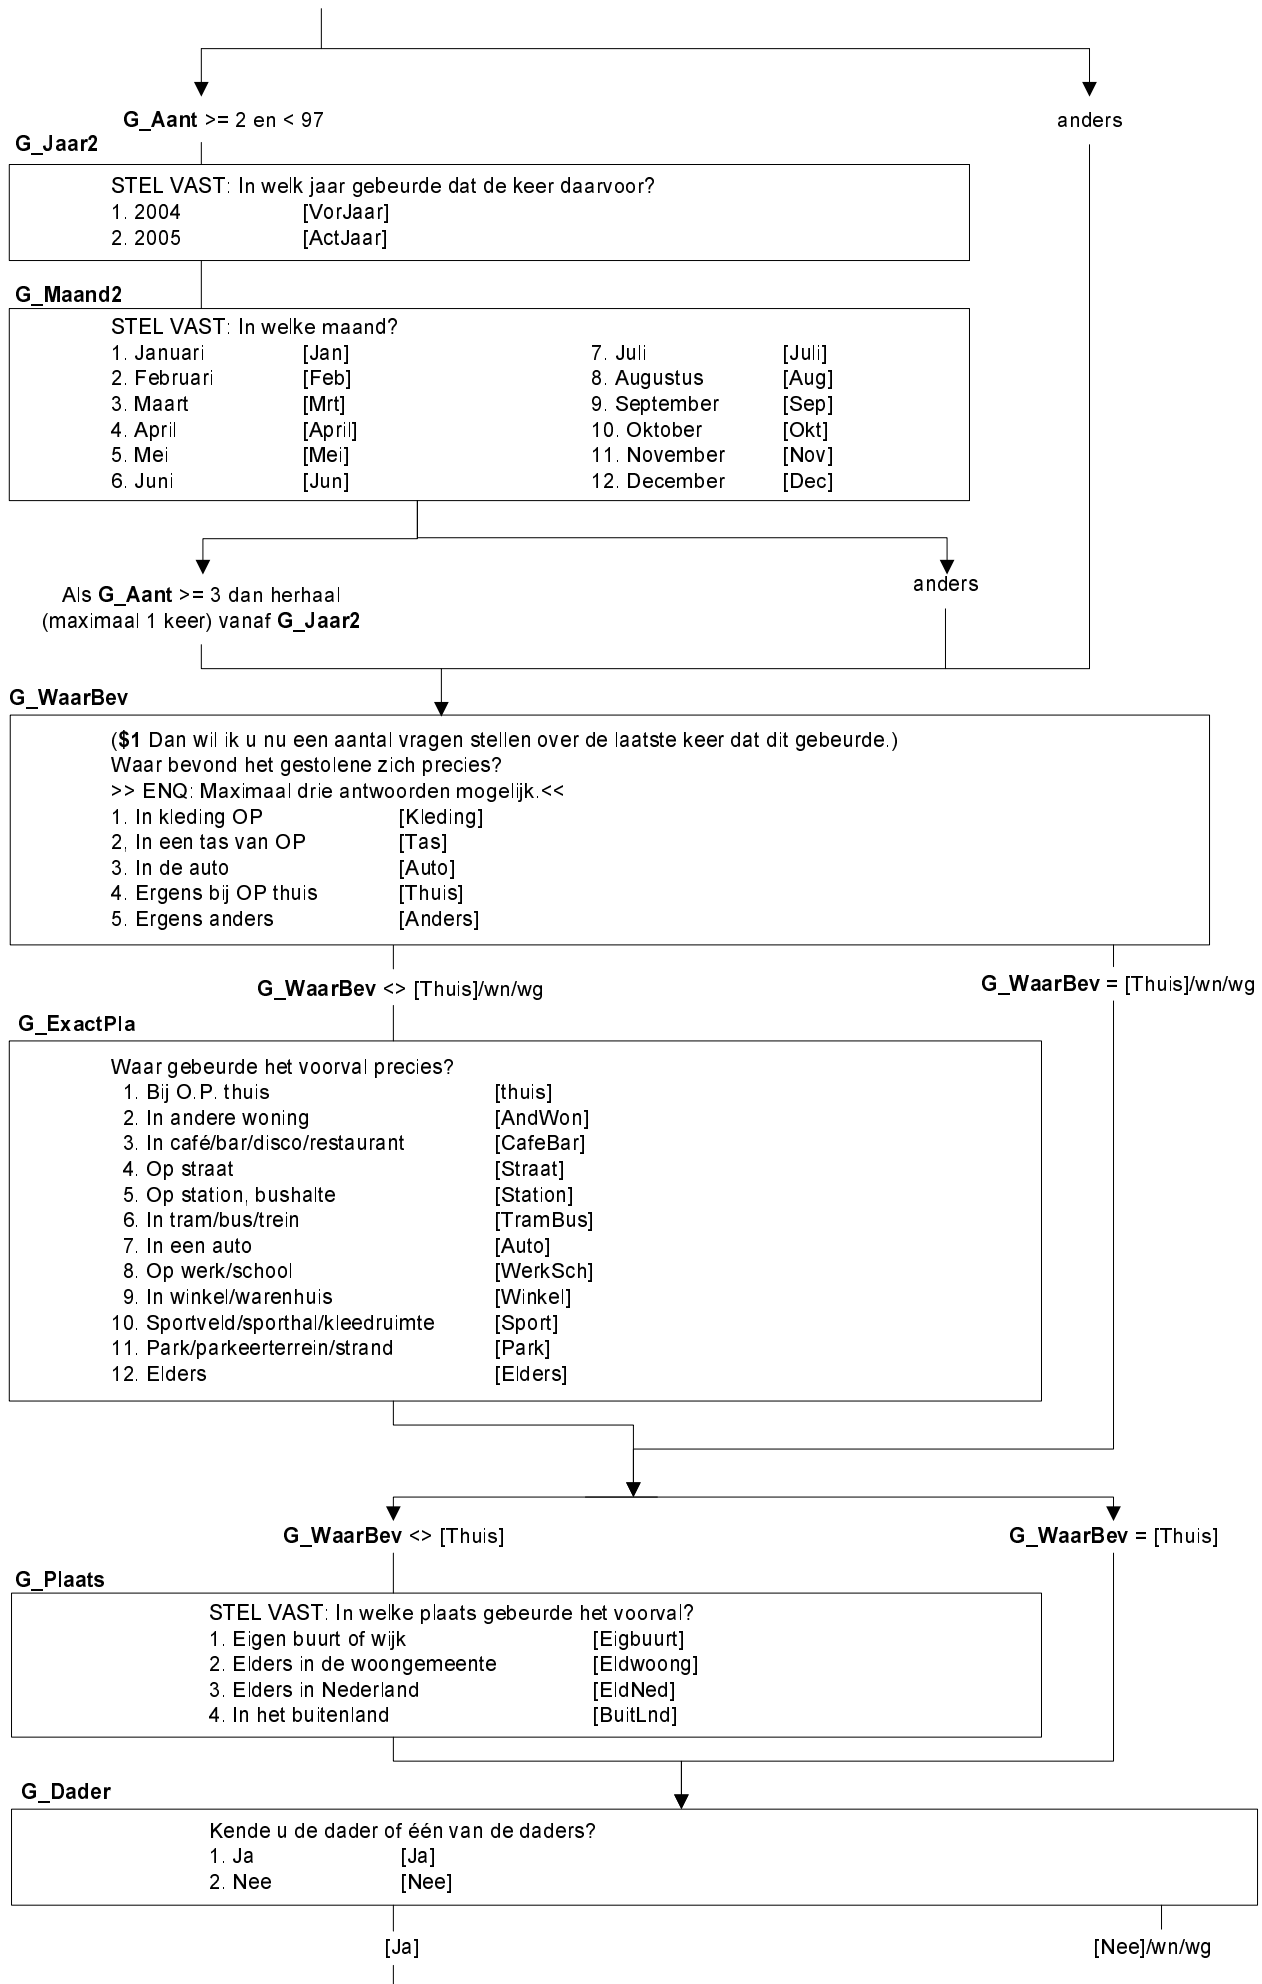 G_Aant >= 2 en < 97
anders
G_Jaar2
STEL VAST: In welk jaar gebeurde dat de keer daarvoor?
1. 2004 [VorJaar]
2. 2005 [ActJaar]
G_Maand2
STEL VAST: In welke maand?
1. Januari [Jan] 7. Juli [Juli]
2. Februari [Feb] 8. Augustus [Aug]
3. Maart [Mrt] 9. September [Sep]
4. April [April] 10. Oktober [Okt]
5. Mei [Mei] 11. November [Nov]
6. Juni [Jun] 12. December [Dec]
Als G_Aant >= 3 dan herhaal
(maximaal 1 keer) vanaf G_Jaar2
anders
G_WaarBev
($1 Dan wil ik u nu een aantal vragen stellen over de laatste keer dat dit gebeurde.)
Waar bevond het gestolene zich precies?
>> ENQ: Maximaal drie antwoorden mogelijk.<<
1. In kleding OP [Kleding]
2, In een tas van OP [Tas]
3. In de auto [Auto]
4. Ergens bij OP thuis [Thuis]
5. Ergens anders [Anders]
G_WaarBev <> [Thuis]/wn/wg
G_WaarBev = [Thuis]/wn/wg
G_ExactPla
Waar gebeurde het voorval precies?
1. Bij O.P. thuis [thuis]
2. In andere woning [AndWon]
3. In café/bar/disco/restaurant [CafeBar]
4. Op straat [Straat]
5. Op station, bushalte [Station]
6. In tram/bus/trein [TramBus]
7. In een auto [Auto]
8. Op werk/school [WerkSch]
9. In winkel/warenhuis [Winkel]
10. Sportveld/sporthal/kleedruimte [Sport]
11. Park/parkeerterrein/strand [Park]
12. Elders [Elders]
G_WaarBev <> [Thuis]
G_WaarBev = [Thuis]
G_Plaats
STEL VAST: In welke plaats gebeurde het voorval?
1. Eigen buurt of wijk [Eigbuurt]
2. Elders in de woongemeente [Eldwoong]
3. Elders in Nederland [EldNed]
4. In het buitenland [BuitLnd]
G_Dader
Kende u de dader of één van de daders?
1. Ja [Ja]
2. Nee [Nee]
[Ja]
[Nee]/wn/wg